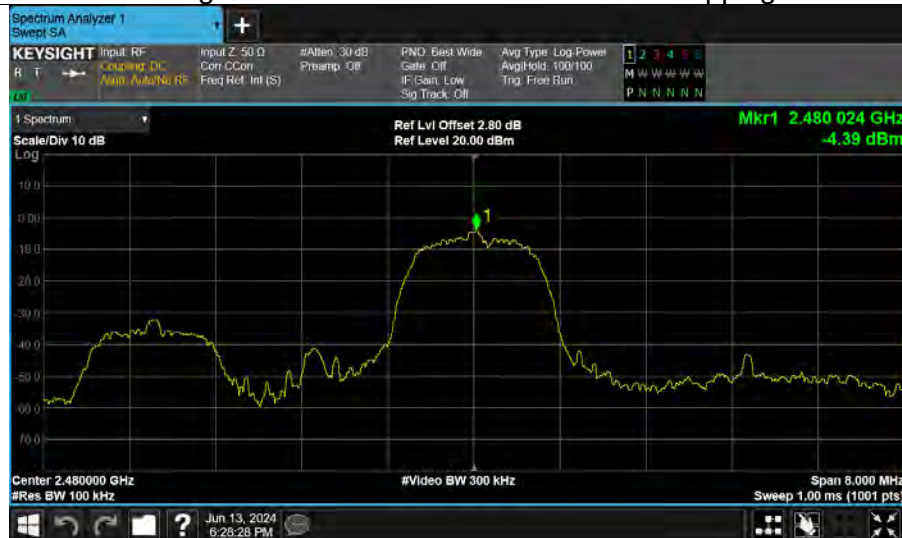 Spectrum Analyzer 1
Swept SA
+
KEYSIGHT
R T
Input: RF
Coupling: DC
Align: Auto/No RF
Input Z: 50 Ω
Corr CCorr
Freq Ref: Int (S)
#Atten: 30 dB
Preamp: Off
PNO: Best Wide
Gate: Off
IF Gain: Low
Sig Track: Off
Avg Type: Log-Power
Avg|Hold: 100/100
Trig: Free Run
1 2 3 4 5 6
M W W W W W
P N N N N N
1 Spectrum
Scale/Div 10 dB
Log
Ref Lvl Offset 2.80 dB
Ref Level 20.00 dBm
Mkr1 2.480 024 GHz
-4.39 dBm
10.0
0.00
-10.0
-20.0
-30.0
-40.0
-50.0
-60.0
-70.0
1
Center 2.480000 GHz
#Res BW 100 kHz
#Video BW 300 kHz
Span 8.000 MHz
Sweep 1.00 ms (1001 pts)
?
Jun 13, 2024
6:28:28 PM